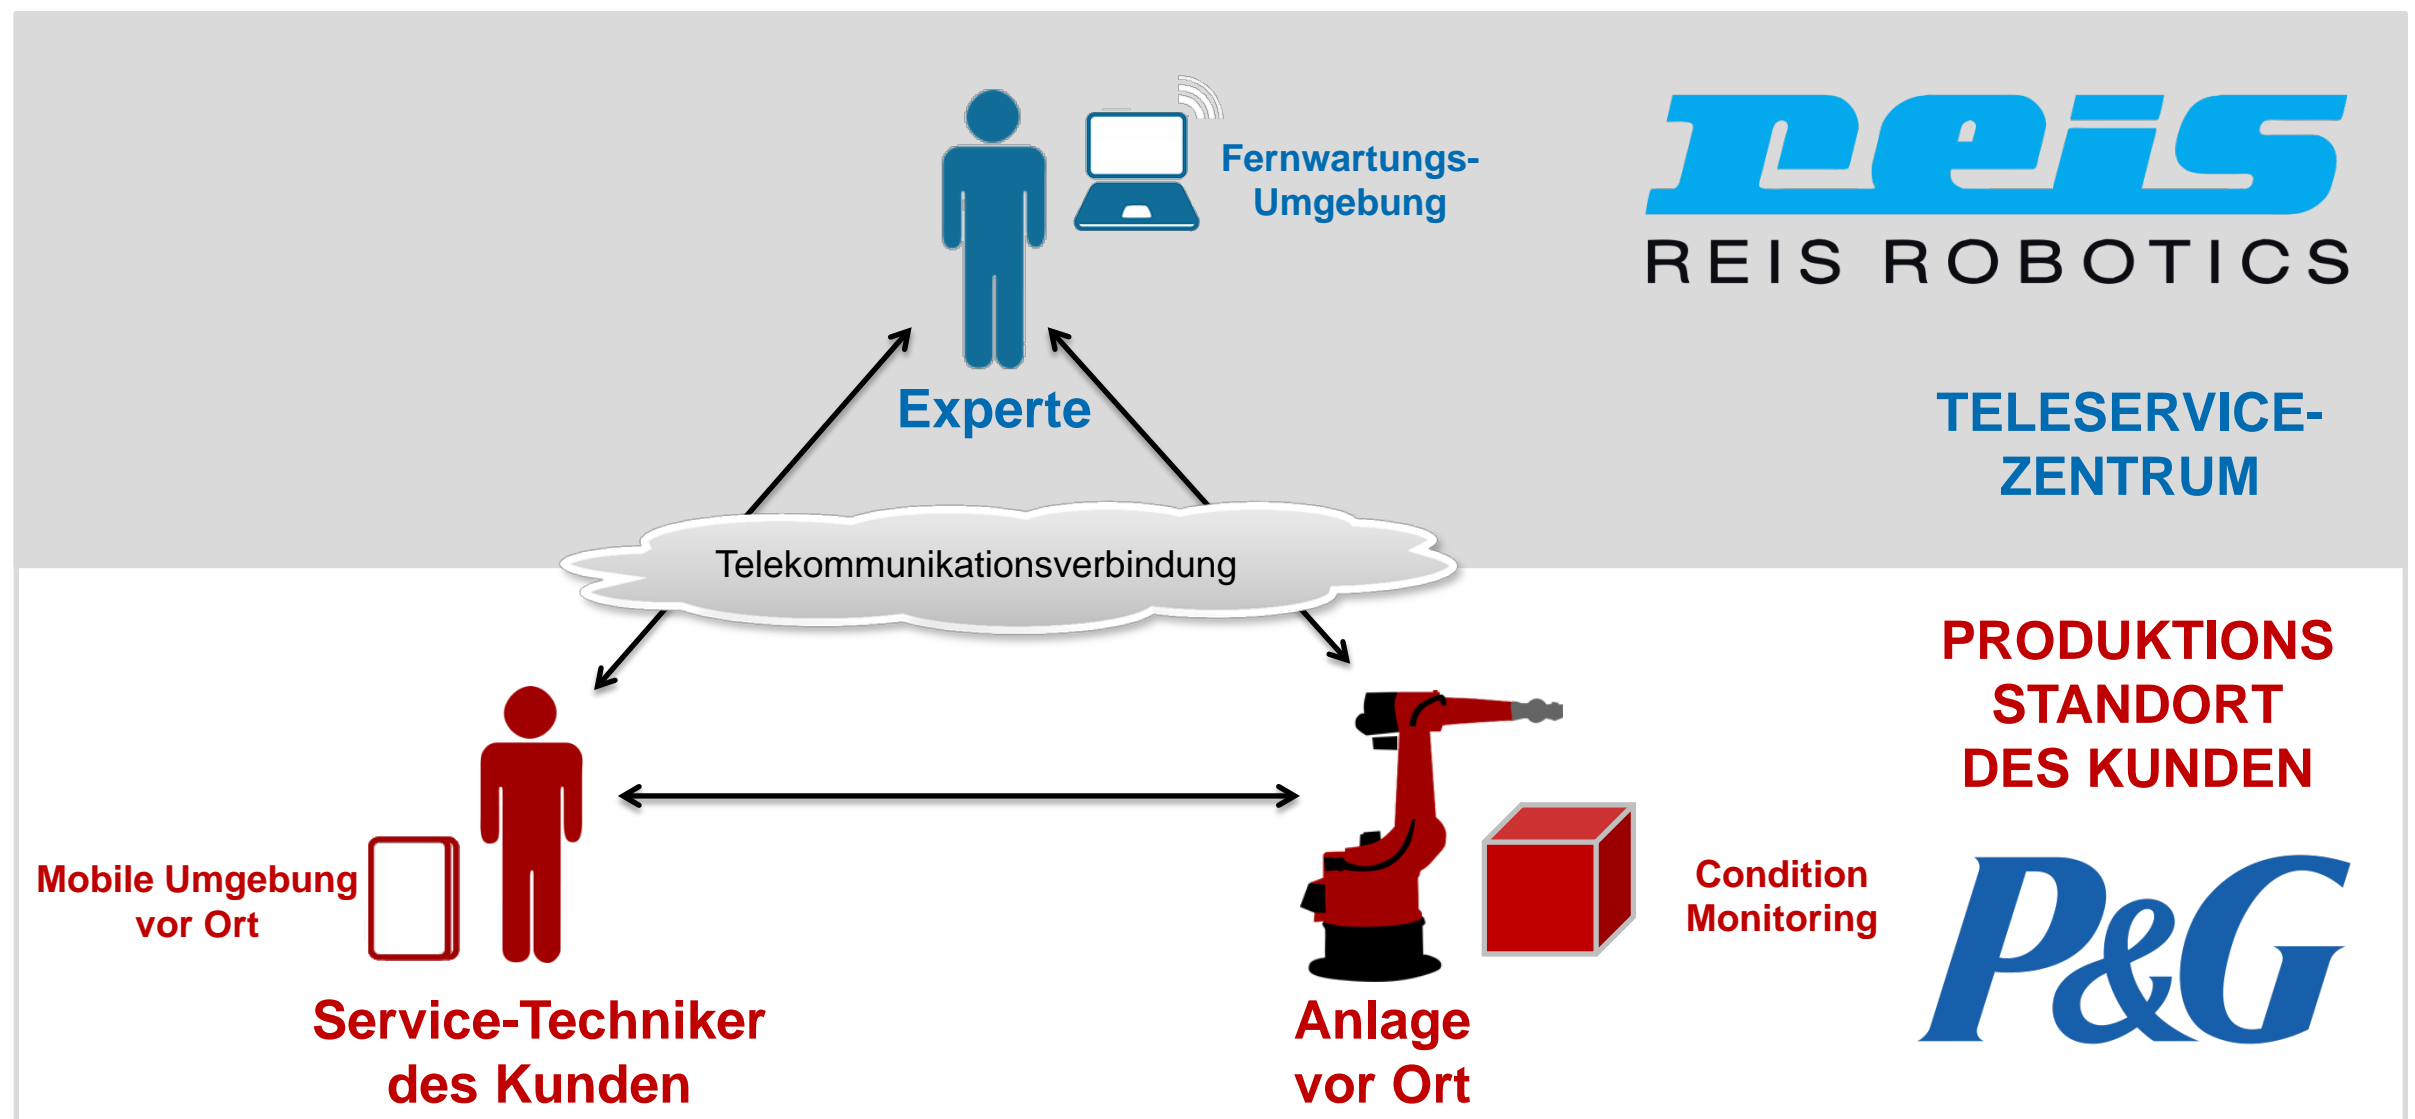 Fernwartungs-
Umgebung
reis
REIS ROBOTICS
Experte
TELESERVICE-
ZENTRUM
Telekommunikationsverbindung
PRODUKTIONS
STANDORT
DES KUNDEN
Mobile Umgebung
vor Ort
Condition
Monitoring
P&G
Service-Techniker
des Kunden
Anlage
vor Ort